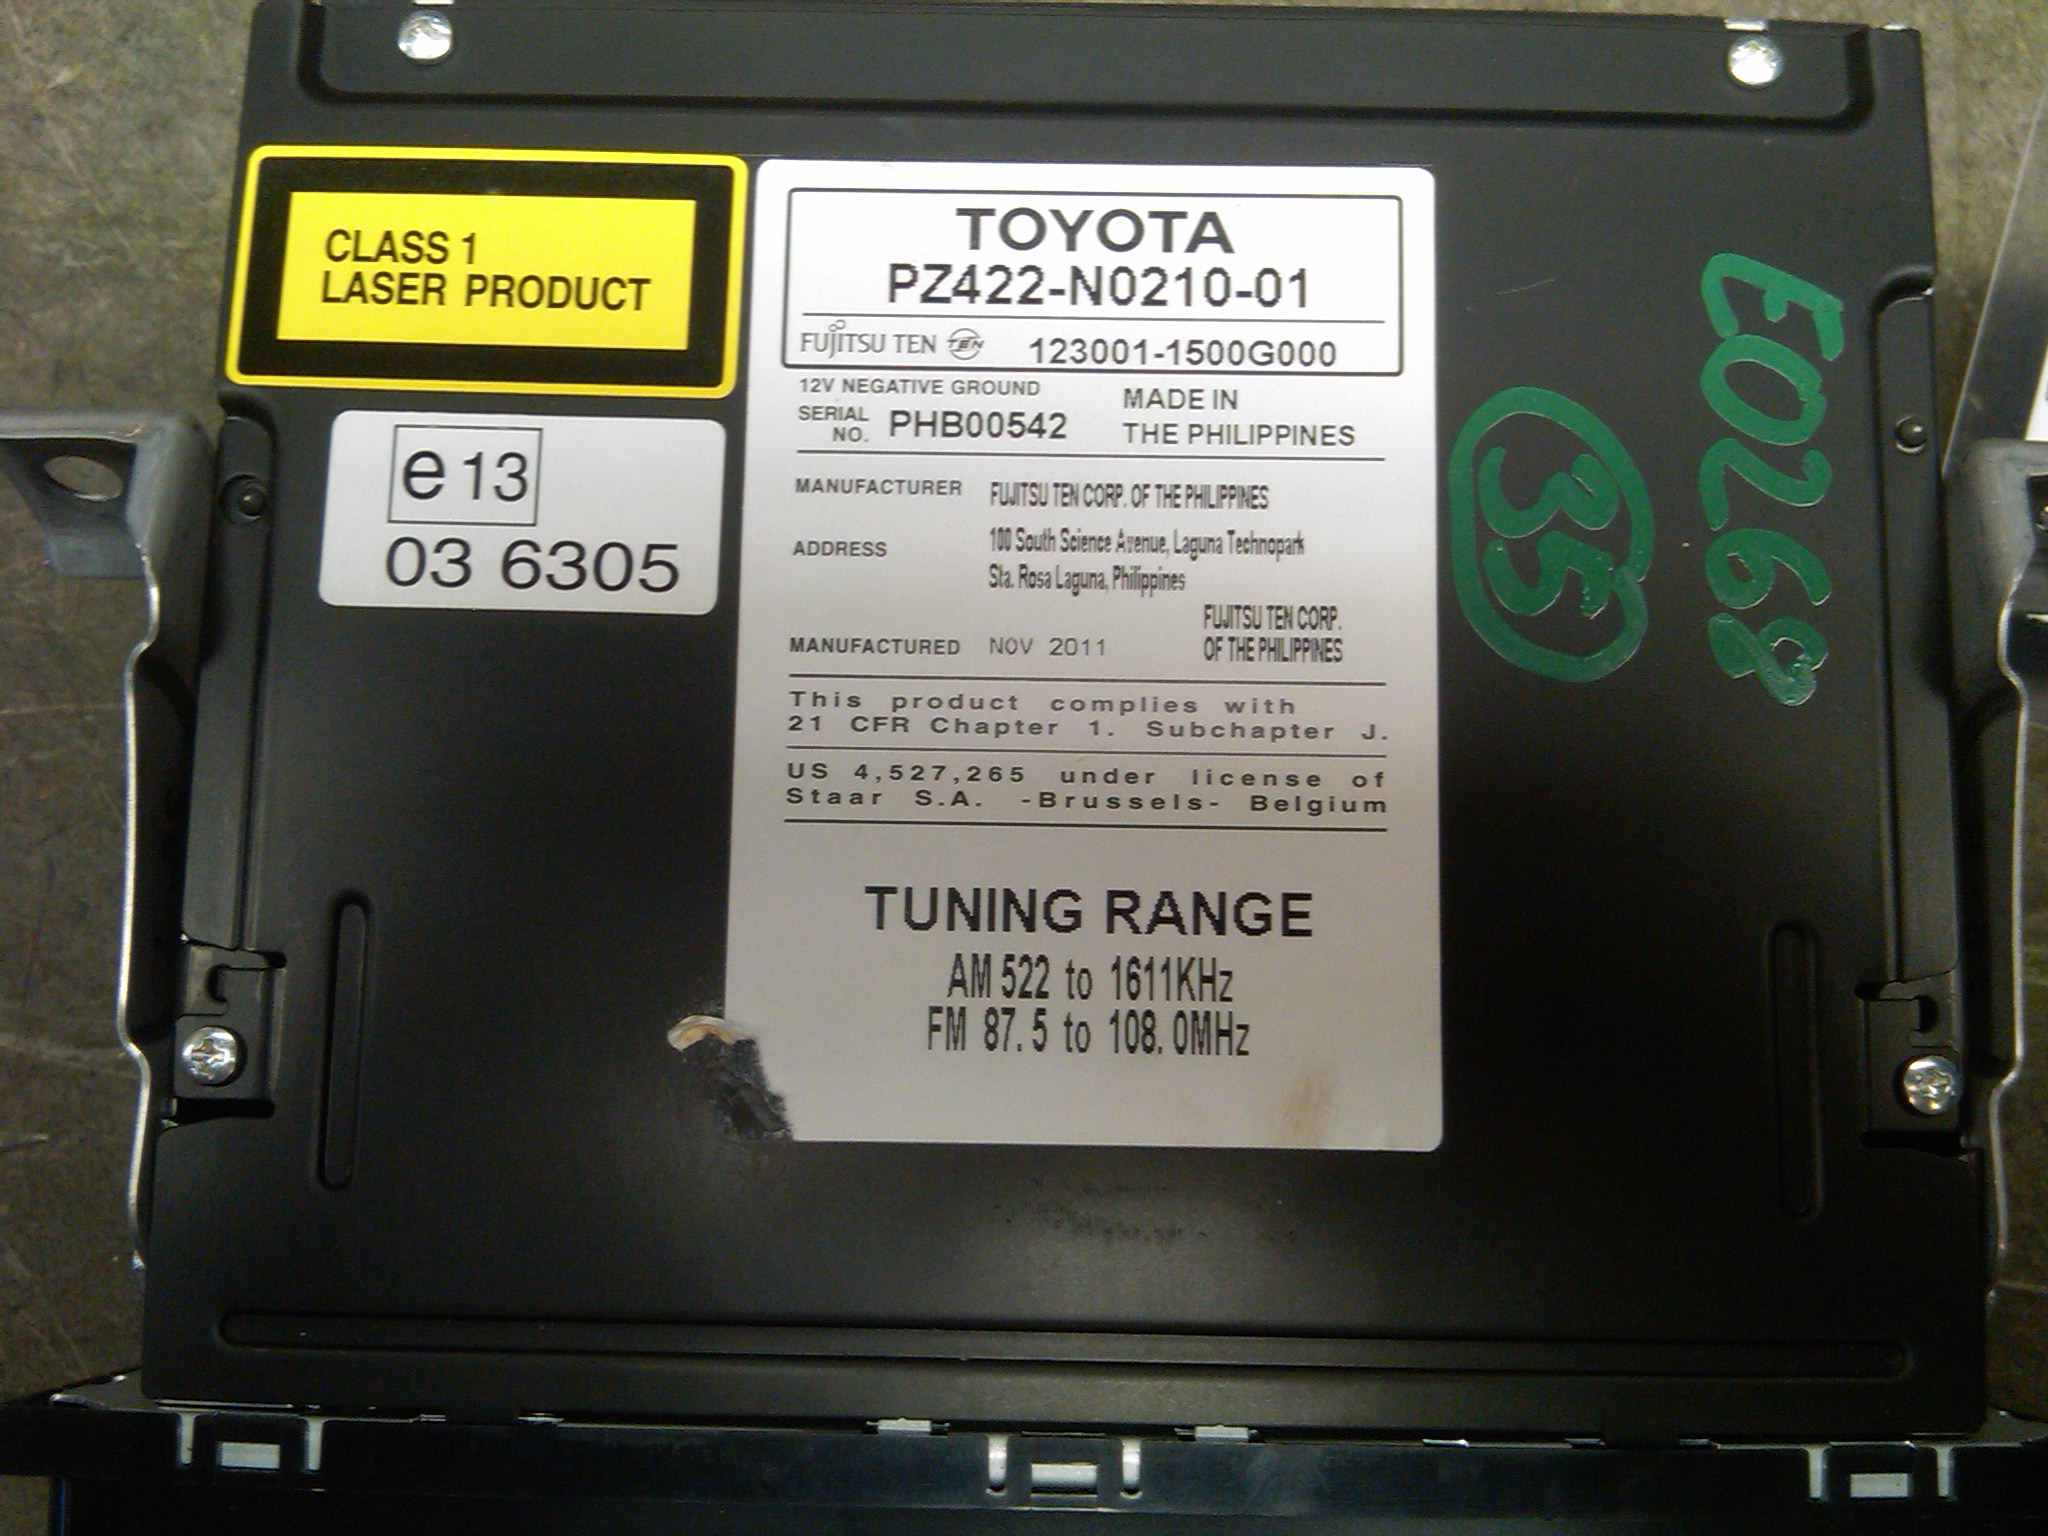 CLASS 1
LASER PRODUCT
e 13
03 6305
TOYOTA
PZ422-N0210-01
FUJITSU TEN TEN 123001-1500G000
12V NEGATIVE GROUND
SERIAL NO. PHB00542
MADE IN
THE PHILIPPINES
MANUFACTURER FUJITSU TEN CORP. OF THE PHILIPPINES
ADDRESS 100 South Science Avenue, Laguna Technopark
Sta. Rosa Laguna, Philippines
MANUFACTURED NOV 2011
FUJITSU TEN CORP.
OF THE PHILIPPINES
This product complies with
21 CFR Chapter 1. Subchapter J.
US 4,527,265 under license of
Staar S.A. -Brussels- Belgium
TUNING RANGE
AM 522 to 1611KHz
FM 87.5 to 108.0MHz
35
E0268